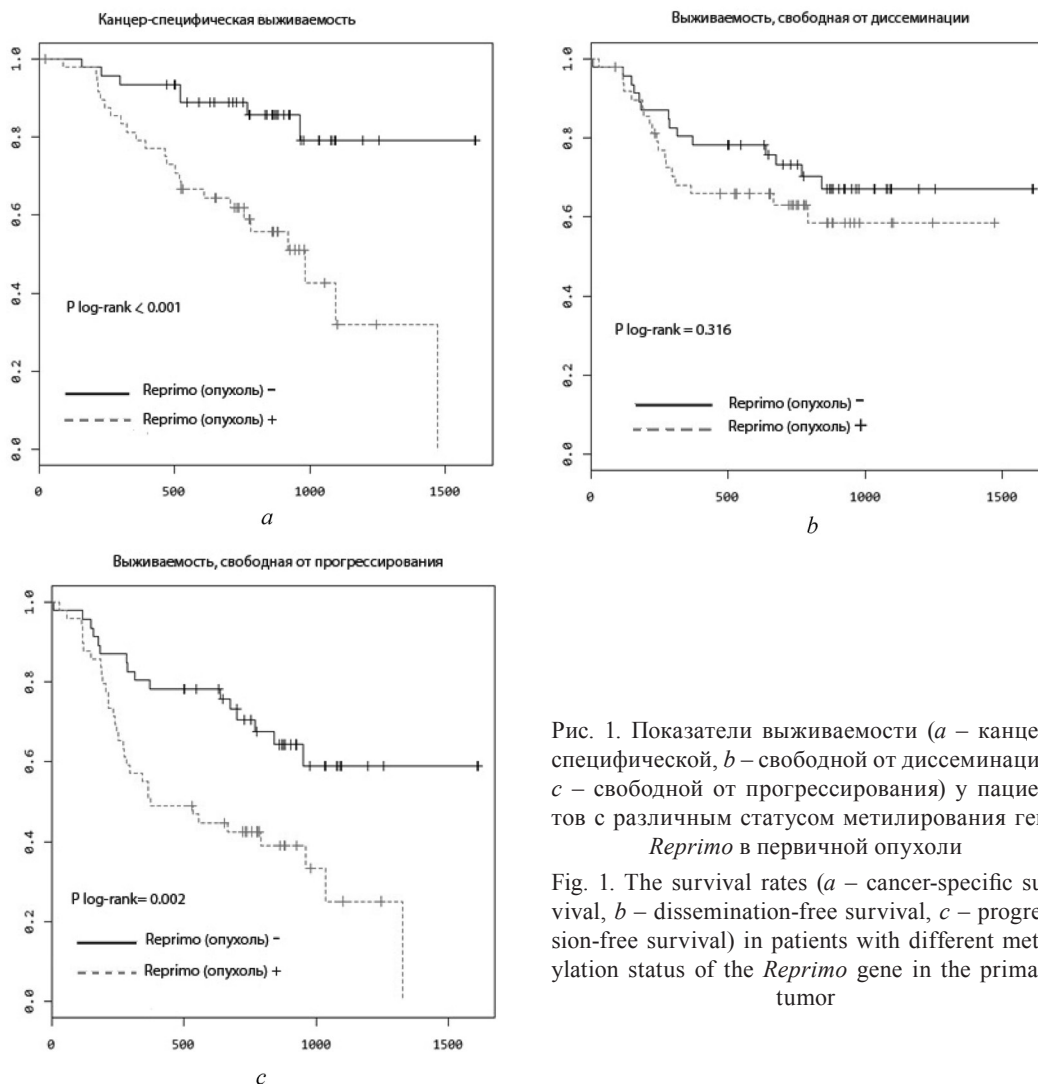 Канцер-специфическая выживаемость
1.0
0.8
0.6
0.4
0.2
0.0
P log-rank < 0.001
Reprimo (опухоль) −
Reprimo (опухоль) +
0 500 1000 1500
a
Выживаемость, свободная от диссеминации
1.0
0.8
0.6
0.4
0.2
0.0
P log-rank = 0.316
Reprimo (опухоль) −
Reprimo (опухоль) +
0 500 1000 1500
b
Выживаемость, свободная от прогрессирования
1.0
0.8
0.6
0.4
0.2
0.0
P log-rank= 0.002
Reprimo (опухоль) −
Reprimo (опухоль) +
0 500 1000 1500
c
Рис. 1. Показатели выживаемости (a – канце
специфической, b – свободной от диссеминаци
c – свободной от прогрессирования) у пацие
тов с различным статусом метилирования ге
Reprimo в первичной опухоли
Fig. 1. The survival rates (a – cancer-specific su
vival, b – dissemination-free survival, c – progre
sion-free survival) in patients with different met
ylation status of the Reprimo gene in the prima
tumor